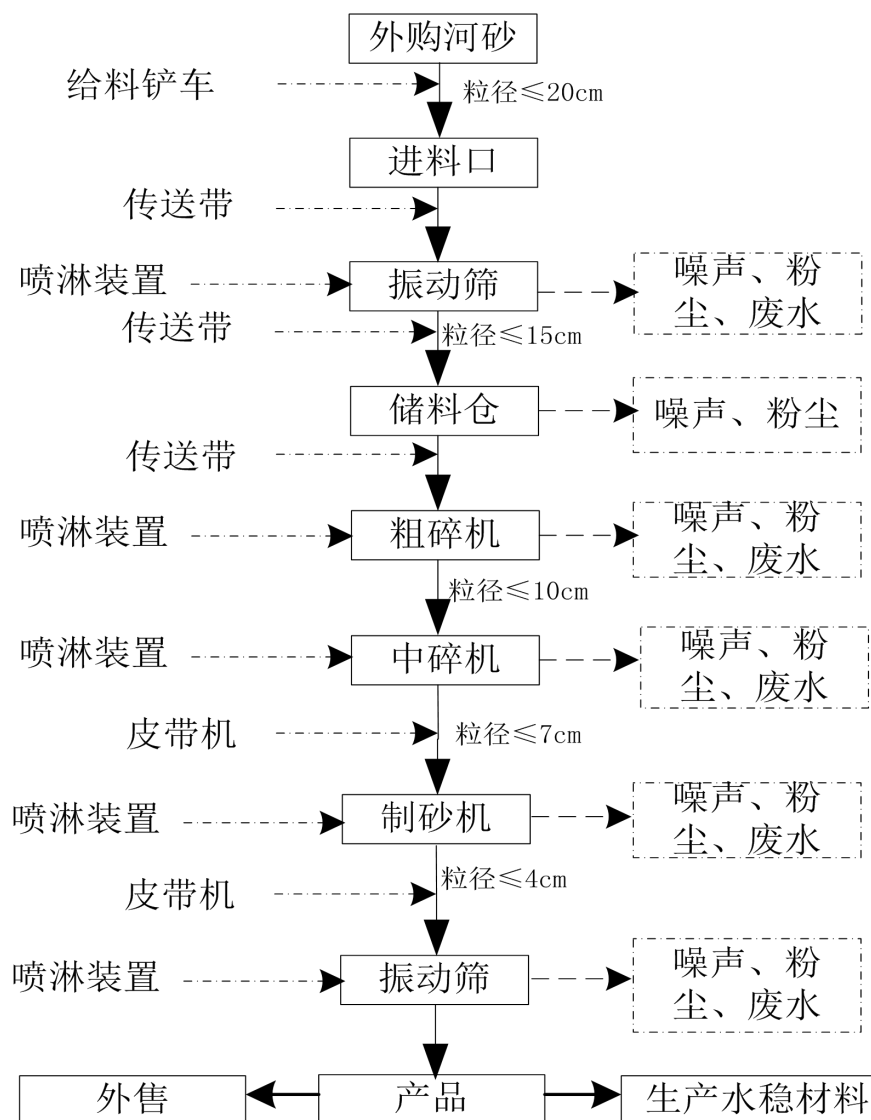 外购河砂
给料铲车
粒径≤20cm
进料口
传送带
喷淋装置
振动筛
噪声、粉
尘、废水
传送带
粒径≤15cm
储料仓
噪声、粉尘
传送带
喷淋装置
粗碎机
噪声、粉
尘、废水
粒径≤10cm
喷淋装置
中碎机
噪声、粉
尘、废水
皮带机
粒径≤7cm
喷淋装置
制砂机
噪声、粉
尘、废水
粒径≤4cm
皮带机
喷淋装置
振动筛
噪声、粉
尘、废水
外售
产品
生产水稳材料